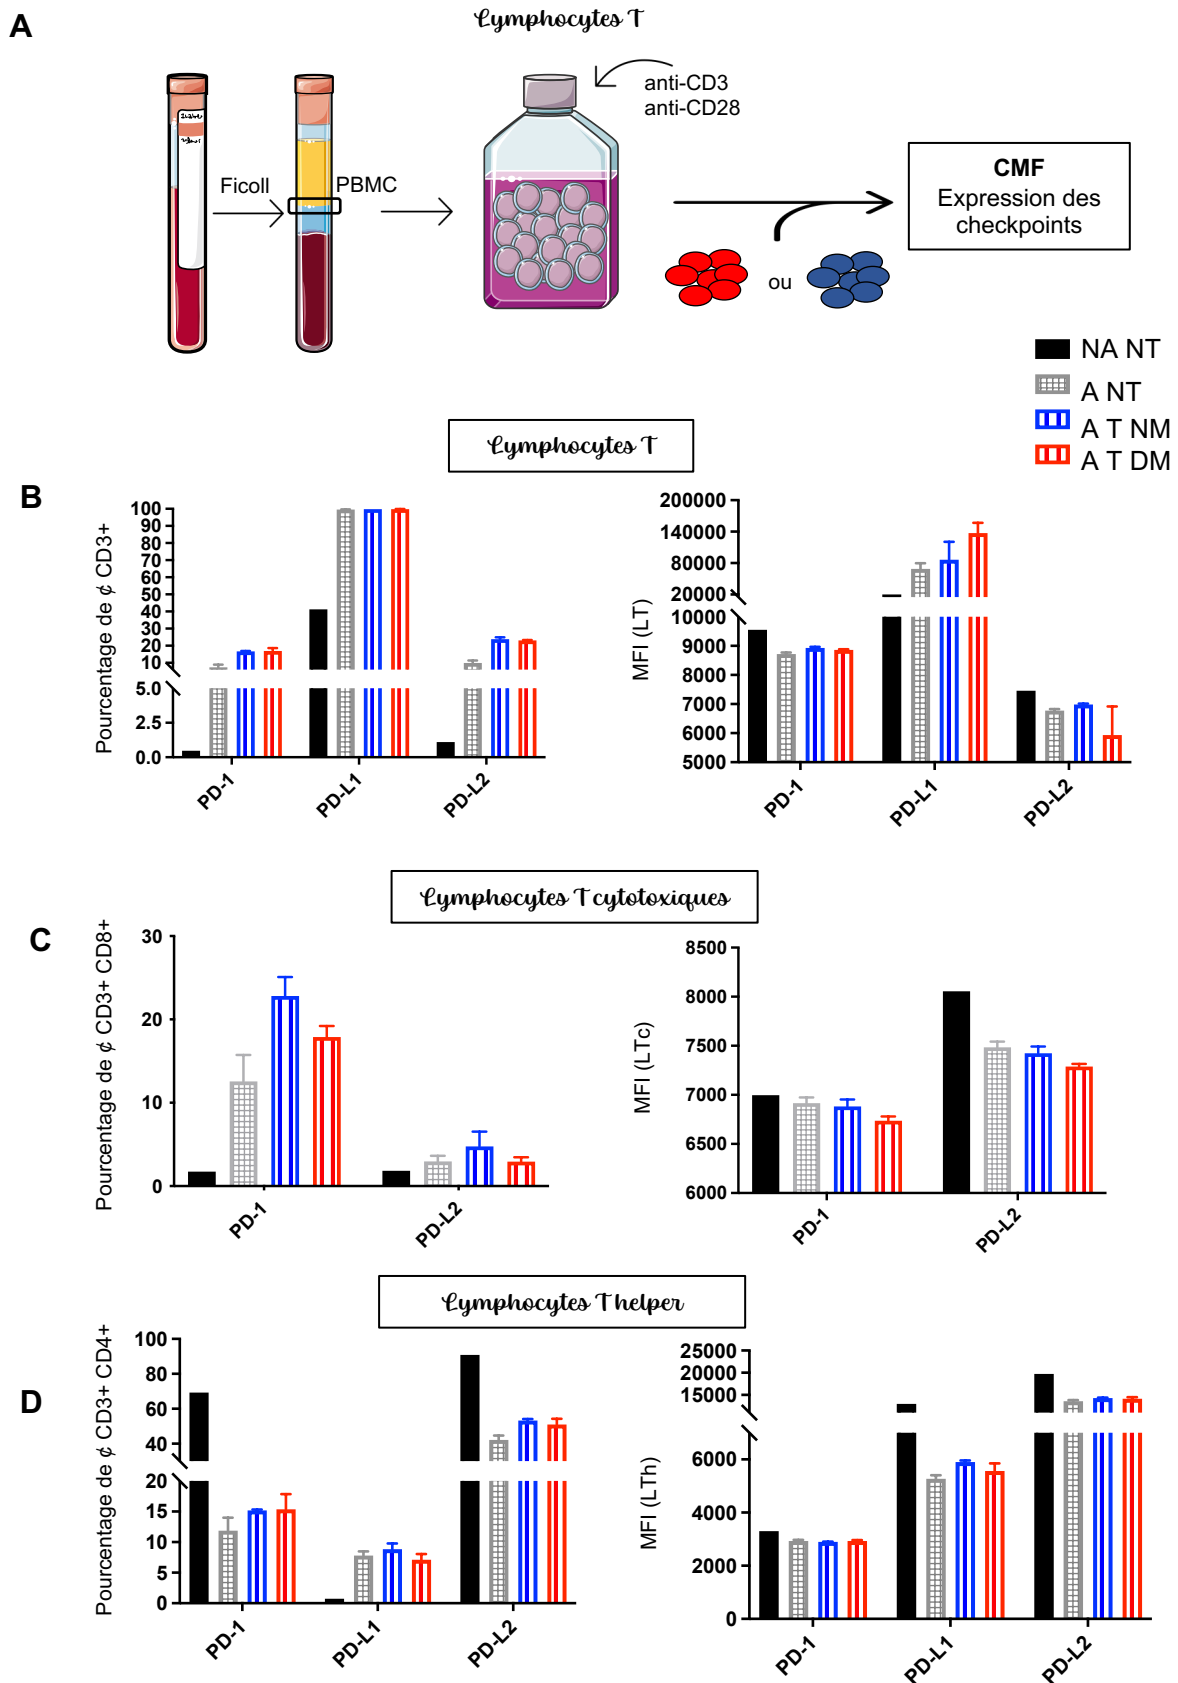 A
Lymphocytes T
anti-CD3
anti-CD28
Ficoll
PBMC
CMF
Expression des
checkpoints
ou
NA NT
A NT
A T NM
A T DM
Lymphocytes T
B
Pourcentage de ¢ CD3+
100
90
80
70
60
50
40
30
20
10
5.0
2.5
0.0
PD-1
PD-L1
PD-L2
MFI (LT)
200000
140000
80000
20000
10000
9000
8000
7000
6000
5000
PD-1
PD-L1
PD-L2
Lymphocytes T cytotoxiques
C
Pourcentage de ¢ CD3+ CD8+
30
20
10
0
PD-1
PD-L2
MFI (LTc)
8500
8000
7500
7000
6500
6000
PD-1
PD-L2
Lymphocytes T helper
D
Pourcentage de ¢ CD3+ CD4+
100
80
60
40
20
15
10
5
0
PD-1
PD-L1
PD-L2
MFI (LTh)
25000
20000
15000
6000
4000
2000
0
PD-1
PD-L1
PD-L2